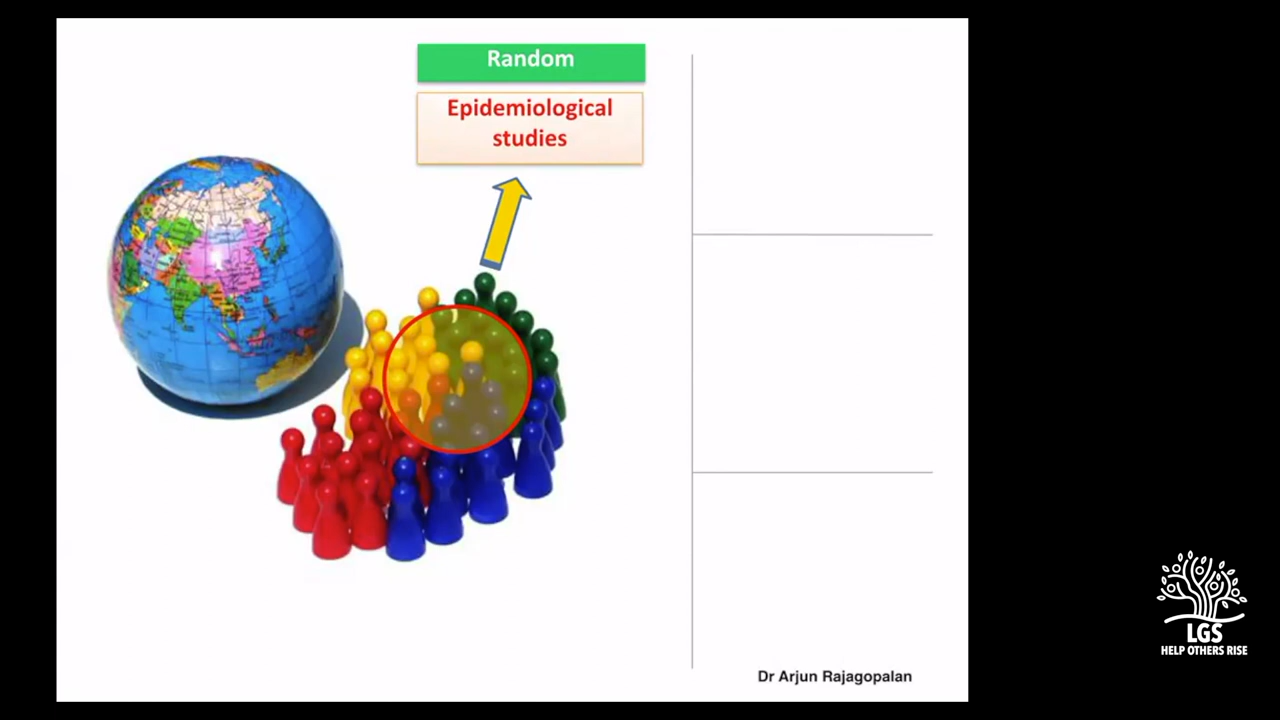 Random
Epidemiological
studies
Dr Arjun Rajagopalan
LGS
HELP OTHERS RISE